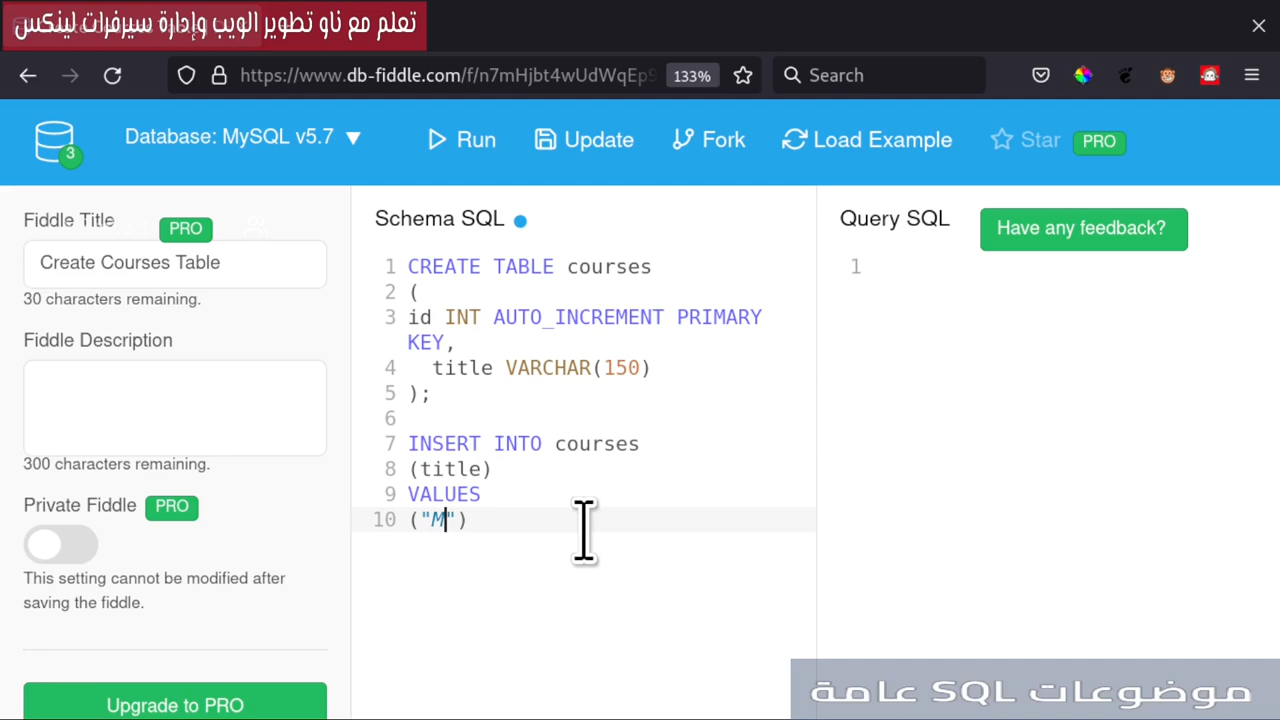 تعلم مع ناو تطوير الويب وإدارة سيرفرات لينكس
https://www.db-fiddle.com/f/n7mHjbt4wUdWqEp9
133%
Search
3
Database: MySQL v5.7
Run
Update
Fork
Load Example
Star
PRO
Fiddle Title
PRO
Create Courses Table
30 characters remaining.
Fiddle Description
300 characters remaining.
Private Fiddle
PRO
This setting cannot be modified after
saving the fiddle.
Upgrade to PRO
Schema SQL
1 CREATE TABLE courses
2 (
3 id INT AUTO_INCREMENT PRIMARY
KEY,
4 title VARCHAR(150)
5 );
6
7 INSERT INTO courses
8 (title)
9 VALUES
10 ("M")
Query SQL
Have any feedback?
1
موضوعات SQL عامة